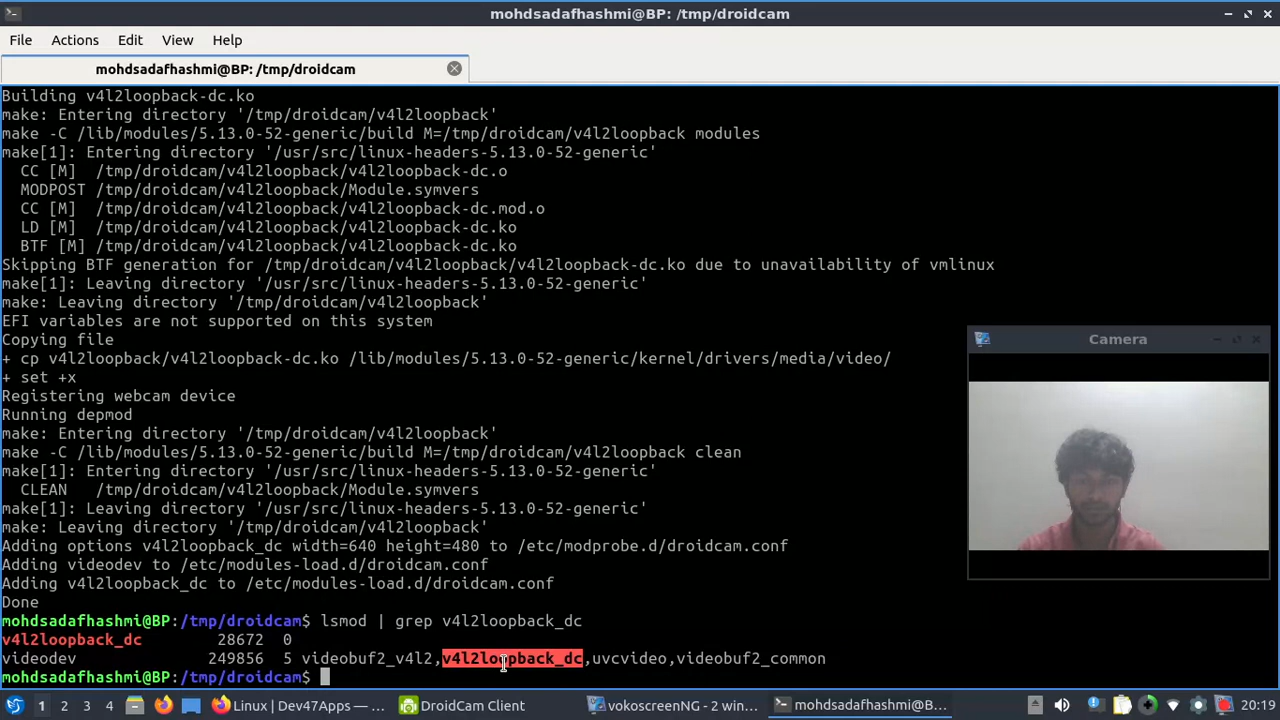 mohdsadafhashmi@BP: /tmp/droidcam
File Actions Edit View Help
mohdsadafhashmi@BP: /tmp/droidcam
Building v4l2loopback-dc.ko
make: Entering directory '/tmp/droidcam/v4l2loopback'
make -C /lib/modules/5.13.0-52-generic/build M=/tmp/droidcam/v4l2loopback modules
make[1]: Entering directory '/usr/src/linux-headers-5.13.0-52-generic'
CC [M]  /tmp/droidcam/v4l2loopback/v4l2loopback-dc.o
MODPOST /tmp/droidcam/v4l2loopback/Module.symvers
CC [M]  /tmp/droidcam/v4l2loopback/v4l2loopback-dc.mod.o
LD [M]  /tmp/droidcam/v4l2loopback/v4l2loopback-dc.ko
BTF [M] /tmp/droidcam/v4l2loopback/v4l2loopback-dc.ko
Skipping BTF generation for /tmp/droidcam/v4l2loopback/v4l2loopback-dc.ko due to unavailability of vmlinux
make[1]: Leaving directory '/usr/src/linux-headers-5.13.0-52-generic'
make: Leaving directory '/tmp/droidcam/v4l2loopback'
EFI variables are not supported on this system
Copying file
+ cp v4l2loopback/v4l2loopback-dc.ko /lib/modules/5.13.0-52-generic/kernel/drivers/media/video/
+ set +x
Registering webcam device
Running depmod
make: Entering directory '/tmp/droidcam/v4l2loopback'
make -C /lib/modules/5.13.0-52-generic/build M=/tmp/droidcam/v4l2loopback clean
make[1]: Entering directory '/usr/src/linux-headers-5.13.0-52-generic'
CLEAN   /tmp/droidcam/v4l2loopback/Module.symvers
make[1]: Leaving directory '/usr/src/linux-headers-5.13.0-52-generic'
make: Leaving directory '/tmp/droidcam/v4l2loopback'
Adding options v4l2loopback_dc width=640 height=480 to /etc/modprobe.d/droidcam.conf
Adding videodev to /etc/modules-load.d/droidcam.conf
Adding v4l2loopback_dc to /etc/modules-load.d/droidcam.conf
Done
mohdsadafhashmi@BP:/tmp/droidcam$ lsmod | grep v4l2loopback_dc
v4l2loopback_dc        28672  0
videodev              249856  5 videobuf2_v4l2,v4l2loopback_dc,uvcvideo,videobuf2_common
mohdsadafhashmi@BP:/tmp/droidcam$
Camera
1 2 3 4 Linux | Dev47Apps — ... DroidCam Client vokoscreenNG - 2 win... mohdsadafhashmi@B... 20:19